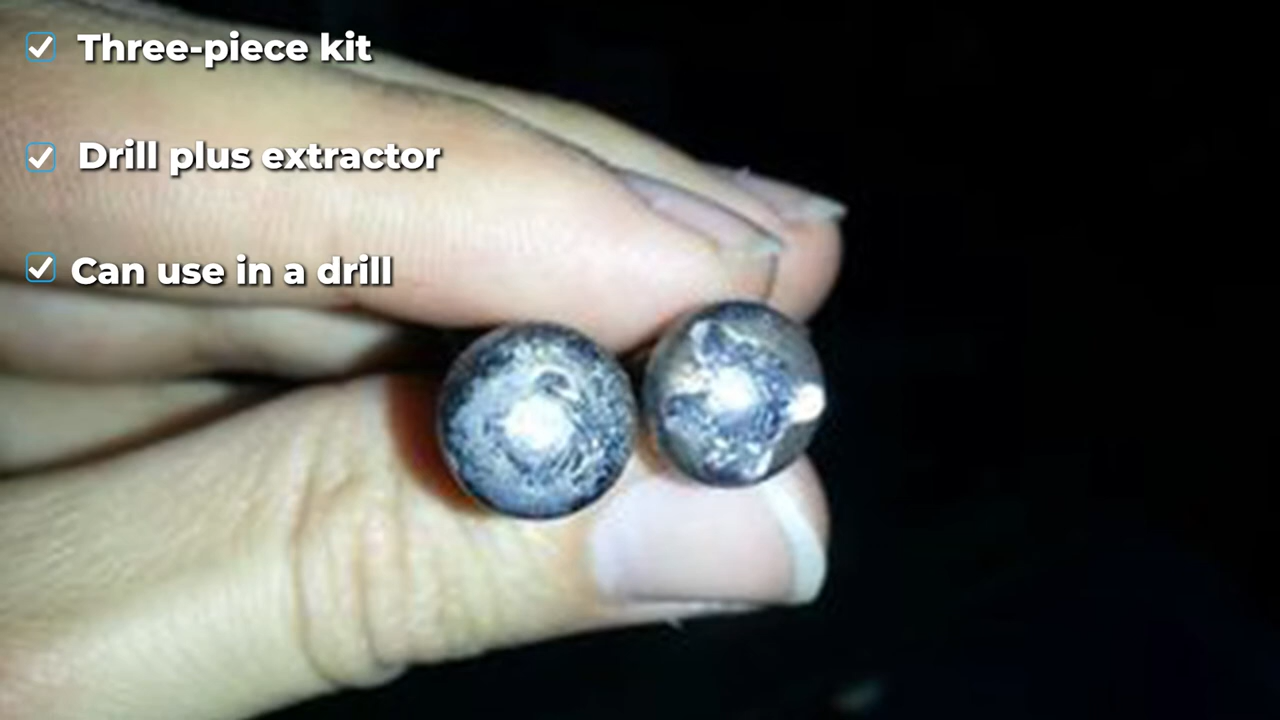 Three-piece kit
Drill plus extractor
Can use in a drill